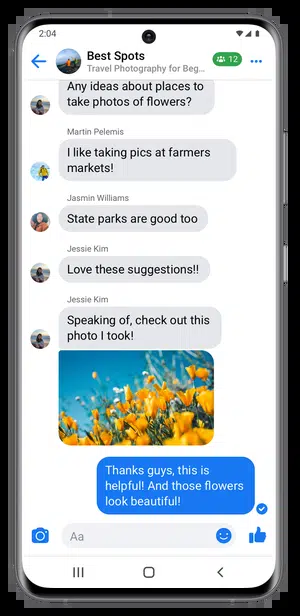 2:04
Best Spots
Travel Photography for Beg...
12
Any ideas about places to
take photos of flowers?
Martin Pelemis
I like taking pics at farmers
markets!
Jasmin Williams
State parks are good too
Jessie Kim
Love these suggestions!!
Jessie Kim
Speaking of, check out this
photo I took!
Thanks guys, this is
helpful! And those flowers
look beautiful!
Aa